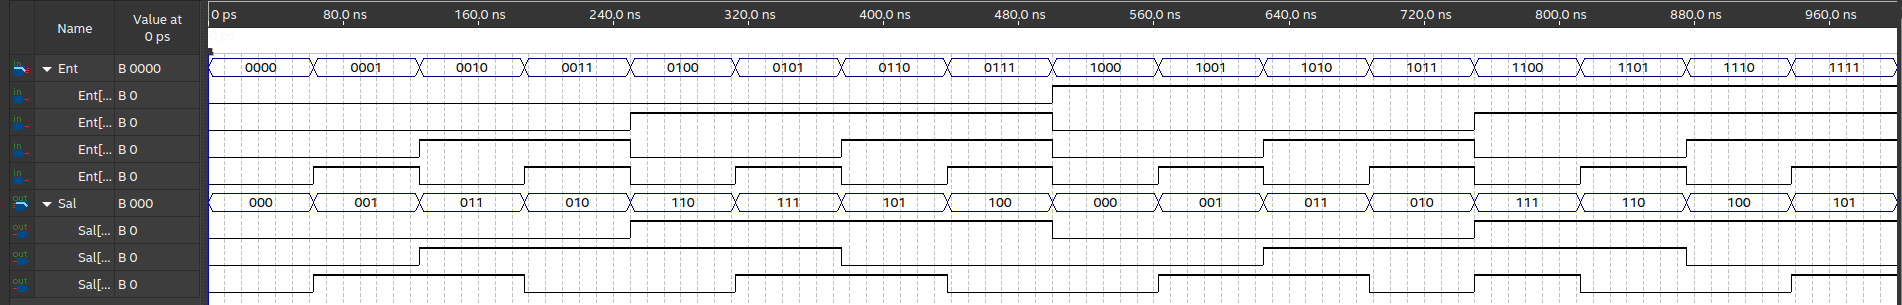 Name Value at 0 ps 0 ps 80.0 ns 160.0 ns 240.0 ns 320.0 ns 400.0 ns 480.0 ns 560.0 ns 640.0 ns 720.0 ns 800.0 ns 880.0 ns 960.0 ns
0 ps
in Ent B 0000 0000 0001 0010 0011 0100 0101 0110 0111 1000 1001 1010 1011 1100 1101 1110 1111
in Ent[... B 0
in Ent[... B 0
in Ent[... B 0
in Ent[... B 0
out Sal B 000 000 001 011 010 110 111 101 100 000 001 011 010 111 110 100 101
out Sal[... B 0
out Sal[... B 0
out Sal[... B 0